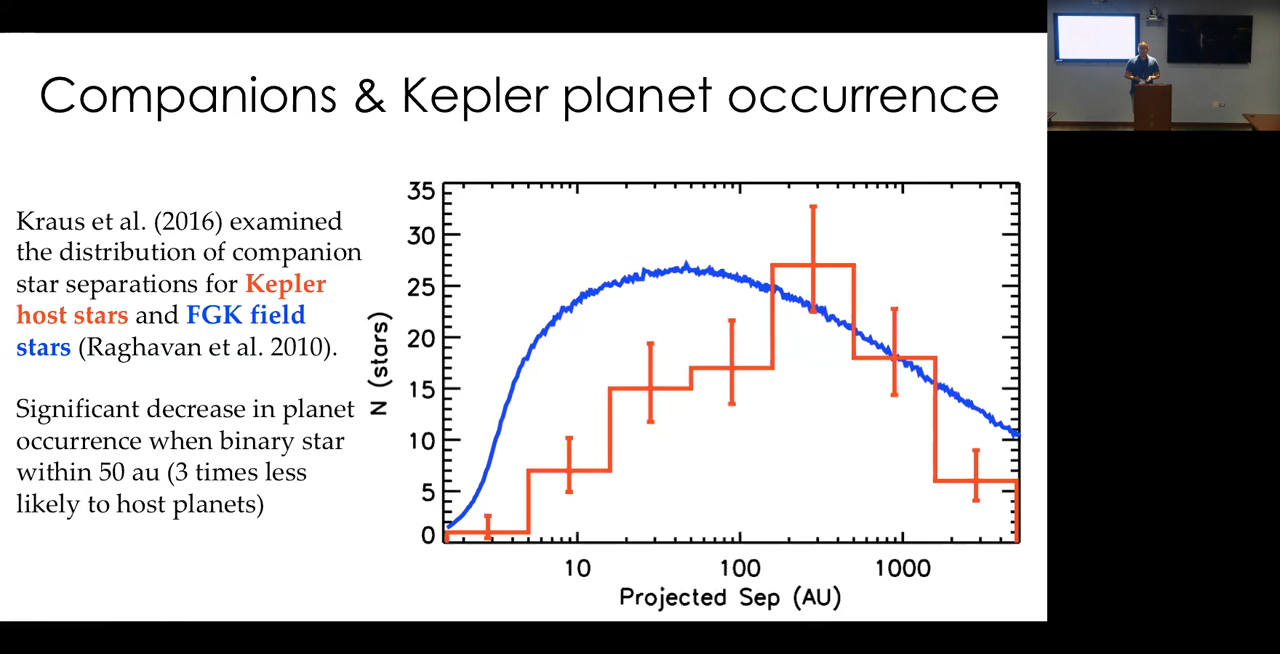 Companions & Kepler planet occurrence
Kraus et al. (2016) examined
the distribution of companion
star separations for Kepler
host stars and FGK field
stars (Raghavan et al. 2010).
Significant decrease in planet
occurrence when binary star
within 50 au (3 times less
likely to host planets)
N (stars)
35
30
25
20
15
10
5
0
10 100 1000
Projected Sep (AU)